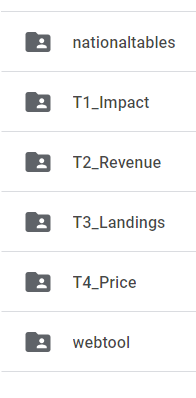 nationaltables
T1_Impact
T2_Revenue
T3_Landings
T4_Price
webtool